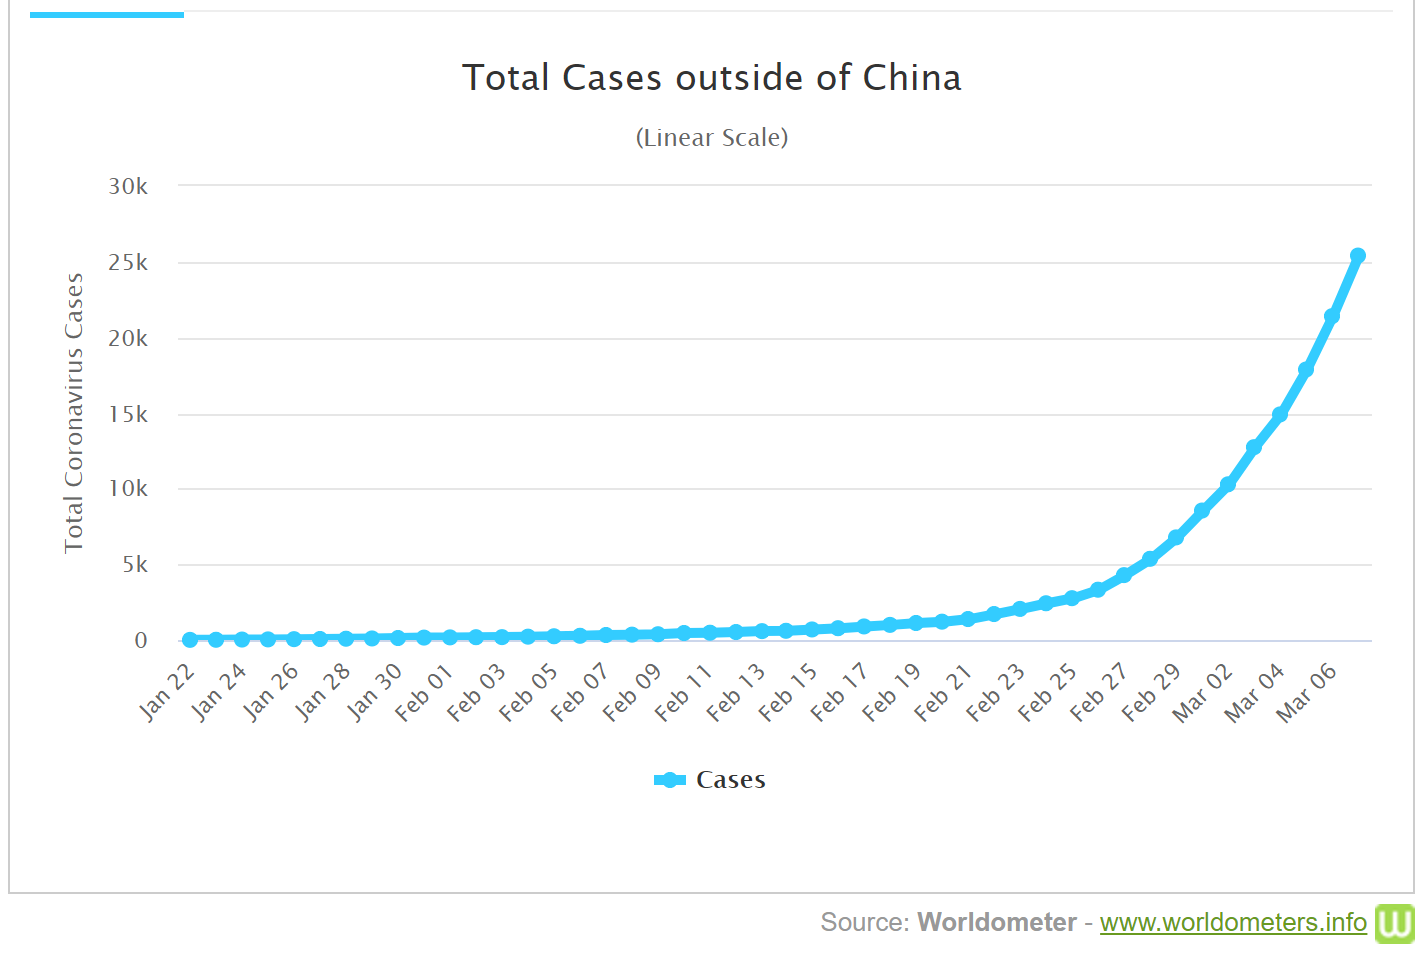 Total Cases outside of China
(Linear Scale)
Total Coronavirus Cases
30k
25k
20k
15k
10k
5k
0
Jan 22
Jan 24
Jan 26
Jan 28
Jan 30
Feb 01
Feb 03
Feb 05
Feb 07
Feb 09
Feb 11
Feb 13
Feb 15
Feb 17
Feb 19
Feb 21
Feb 23
Feb 25
Feb 27
Feb 29
Mar 02
Mar 04
Mar 06
Cases
Source: Worldometer - www.worldometers.info W